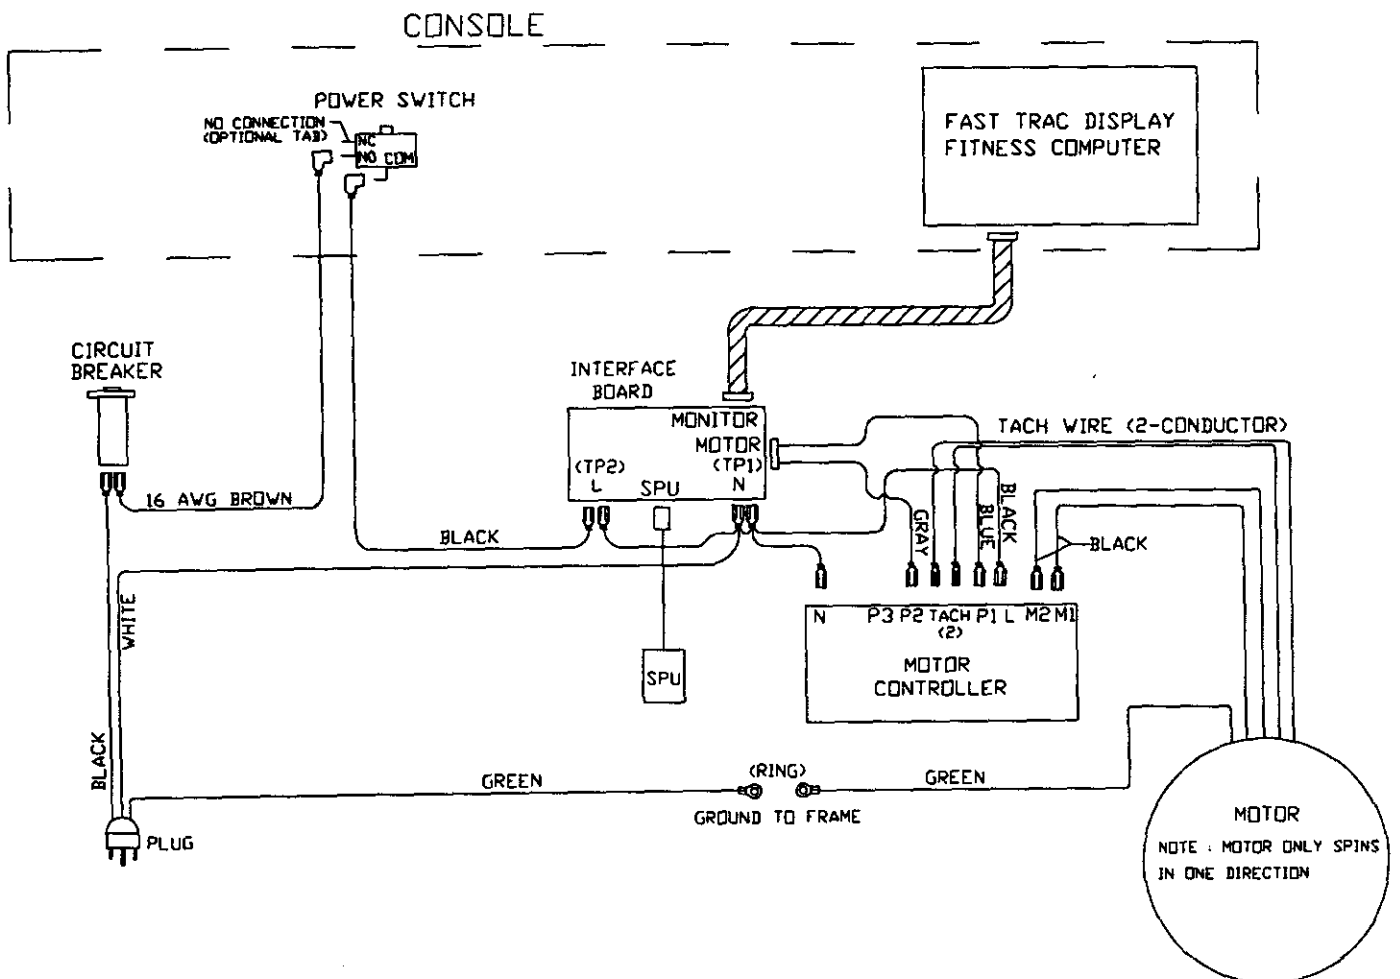 CONSOLE
POWER SWITCH
NO CONNECTION
(OPTIONAL TAB)
NC
NO COM
FAST TRAC DISPLAY
FITNESS COMPUTER
CIRCUIT
BREAKER
16 AWG BROWN
INTERFACE
BOARD
MONITOR
MOTOR
(TP2) (TP1)
L SPU N
TACH WIRE (2-CONDUCTOR)
BLACK
GRAY
BLUE
BLACK
BLACK
WHITE
SPU
N P3 P2 TACH P1 L M2 M1
(2)
MOTOR
CONTROLLER
BLACK
GREEN
(RING)
GREEN
GROUND TO FRAME
PLUG
MOTOR
NOTE : MOTOR ONLY SPINS
IN ONE DIRECTION